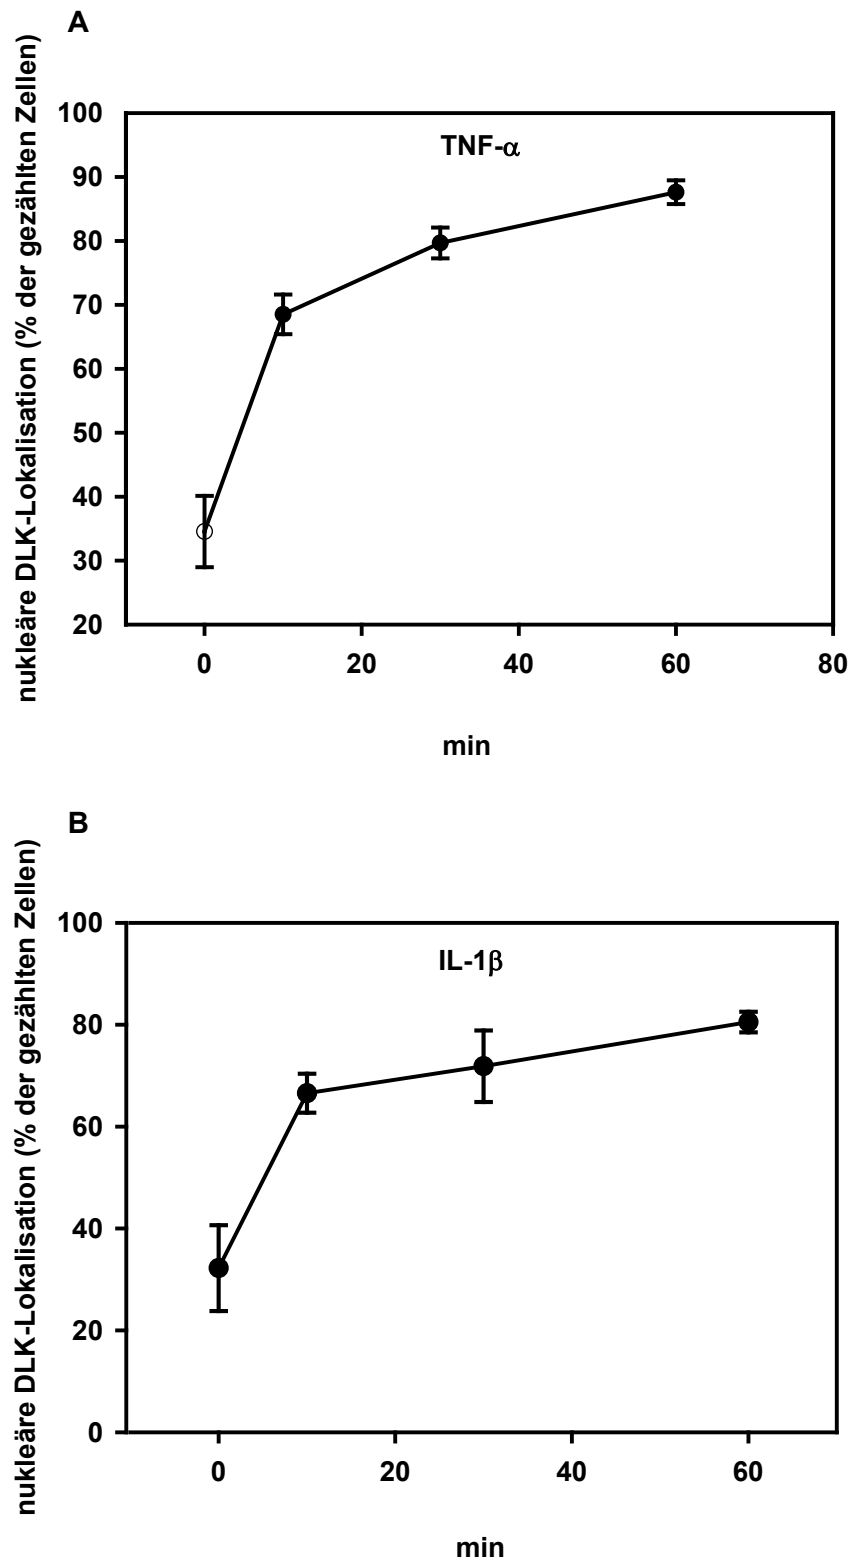 A
nukleäre DLK-Lokalisation (% der gezählten Zellen)
TNF-α
100
90
80
70
60
50
40
30
20
0 20 40 60 80
min
B
nukleäre DLK-Lokalisation (% der gezählten Zellen)
IL-1β
100
80
60
40
20
0
0 20 40 60
min